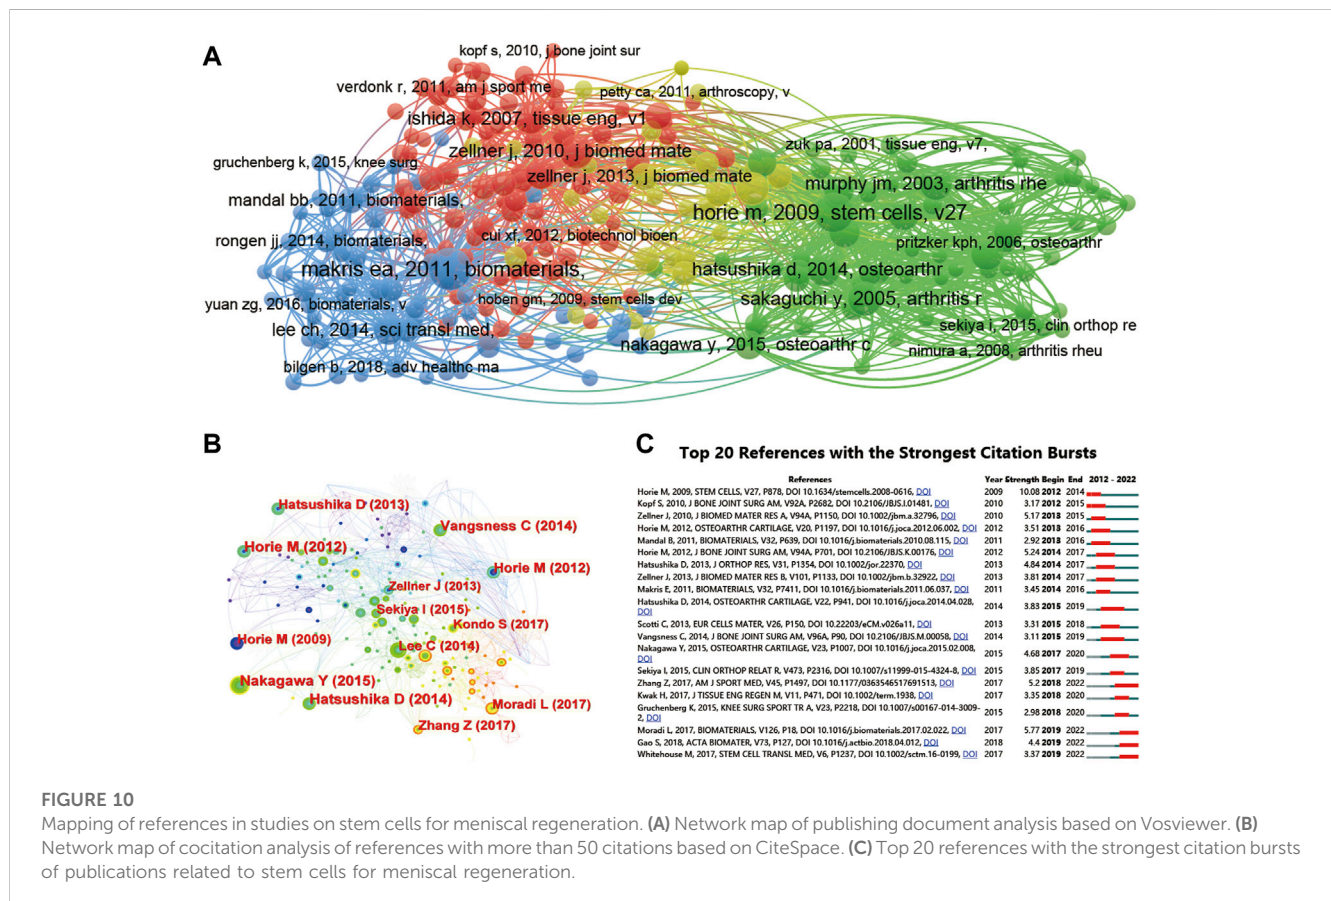 A
kopf s, 2010, j bone joint sur
verdonk r, 2011, am j sport me
petty ca, 2011, arthroscopy, v
ishida k, 2007, tissue eng, v1
zuk pa, 2001, tissue eng, v7,
zellner j, 2010, j biomed mate
gruchenberg k, 2015, knee surg
zellner j, 2013, j biomed mate
murphy jm, 2003, arthritis rhe
mandal bb, 2011, biomaterials,
horie m, 2009, stem cells, v27
rongen jj, 2014, biomaterials,
cui xf, 2012, biotechnol bioen
pritzker kph, 2006, osteoarthr
makris ea, 2011, biomaterials,
hatsushika d, 2014, osteoarthr
yuan zg, 2016, biomaterials, v
hoben gm, 2009, stem cells dev
sakaguchi y, 2005, arthritis r
lee ch, 2014, sci transl med,
sekiya i, 2015, clin orthop re
nakagawa y, 2015, osteoarthr c
nimura a, 2008, arthritis rheu
bilgen b, 2018, adv healthc ma
B
Hatsushika D (2013)
Vangsness C (2014)
Horie M (2012)
Horie M (2012)
Zellner J (2013)
Sekiya I (2015)
Kondo S (2017)
Horie M (2009)
Lee C (2014)
Nakagawa Y (2015)
Hatsushika D (2014)
Moradi L (2017)
Zhang Z (2017)
C
Top 20 References with the Strongest Citation Bursts
References Year Strength Begin End 2012 - 2022
Horie M, 2009, STEM CELLS, V27, P878, DOI 10.1634/stemcells.2008-0616, DOI 2009 10.08 2012 2014
Kopf S, 2010, J BONE JOINT SURG AM, V92A, P2682, DOI 10.2106/JBJS.I.01481, DOI 2010 3.17 2012 2015
Zellner J, 2010, J BIOMED MATER RES A, V94A, P1150, DOI 10.1002/jbm.a.32796, DOI 2010 5.17 2013 2015
Horie M, 2012, OSTEOARTHR CARTILAGE, V20, P1197, DOI 10.1016/j.joca.2012.06.002, DOI 2012 3.51 2013 2016
Mandal B, 2011, BIOMATERIALS, V32, P639, DOI 10.1016/j.biomaterials.2010.08.115, DOI 2011 2.92 2013 2016
Horie M, 2012, J BONE JOINT SURG AM, V94A, P701, DOI 10.2106/JBJS.K.00176, DOI 2012 5.24 2014 2017
Hatsushika D, 2013, J ORTHOP RES, V31, P1354, DOI 10.1002/jor.22370, DOI 2013 4.84 2014 2017
Zellner J, 2013, J BIOMED MATER RES B, V101, P1133, DOI 10.1002/jbm.b.32922, DOI 2013 3.81 2014 2017
Makris E, 2011, BIOMATERIALS, V32, P7411, DOI 10.1016/j.biomaterials.2011.06.037, DOI 2011 3.45 2014 2016
Hatsushika D, 2014, OSTEOARTHR CARTILAGE, V22, P941, DOI 10.1016/j.joca.2014.04.028, 2014 3.83 2015 2019
DOI
Scotti C, 2013, EUR CELLS MATER, V26, P150, DOI 10.22203/eCM.v026a11, DOI 2013 3.31 2015 2018
Vangsness C, 2014, J BONE JOINT SURG AM, V96A, P90, DOI 10.2106/JBJS.M.00058, DOI 2014 3.11 2015 2019
Nakagawa Y, 2015, OSTEOARTHR CARTILAGE, V23, P1007, DOI 10.1016/j.joca.2015.02.008, 2015 4.68 2017 2020
DOI
Sekiya I, 2015, CLIN ORTHOP RELAT R, V473, P2316, DOI 10.1007/s11999-015-4324-8, DOI 2015 3.85 2017 2019
Zhang Z, 2017, AM J SPORT MED, V45, P1497, DOI 10.1177/0363546517691513, DOI 2017 5.2 2018 2022
Kwak H, 2017, J TISSUE ENG REGEN M, V11, P471, DOI 10.1002/term.1938, DOI 2017 3.35 2018 2020
Gruchenberg K, 2015, KNEE SURG SPORT TR A, V23, P2218, DOI 10.1007/s00167-014-3009- 2015 2.98 2018 2020
2, DOI
Moradi L, 2017, BIOMATERIALS, V126, P18, DOI 10.1016/j.biomaterials.2017.02.022, DOI 2017 5.77 2019 2022
Gao S, 2018, ACTA BIOMATER, V73, P127, DOI 10.1016/j.actbio.2018.04.012, DOI 2018 4.4 2019 2022
Whitehouse M, 2017, STEM CELL TRANSL MED, V6, P1237, DOI 10.1002/sctm.16-0199, DOI 2017 3.37 2019 2022
FIGURE 10
Mapping of references in studies on stem cells for meniscal regeneration. (A) Network map of publishing document analysis based on Vosviewer. (B)
Network map of cocitation analysis of references with more than 50 citations based on CiteSpace. (C) Top 20 references with the strongest citation bursts
of publications related to stem cells for meniscal regeneration.